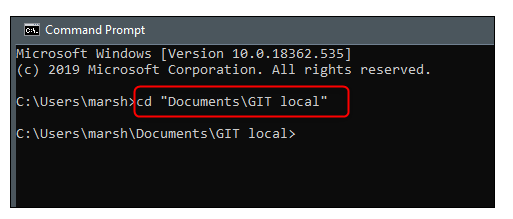 Command Prompt
Microsoft Windows [Version 10.0.18362.535]
(c) 2019 Microsoft Corporation. All rights reserved.
C:\Users\marsh>cd "Documents\GIT local"
C:\Users\marsh\Documents\GIT local>